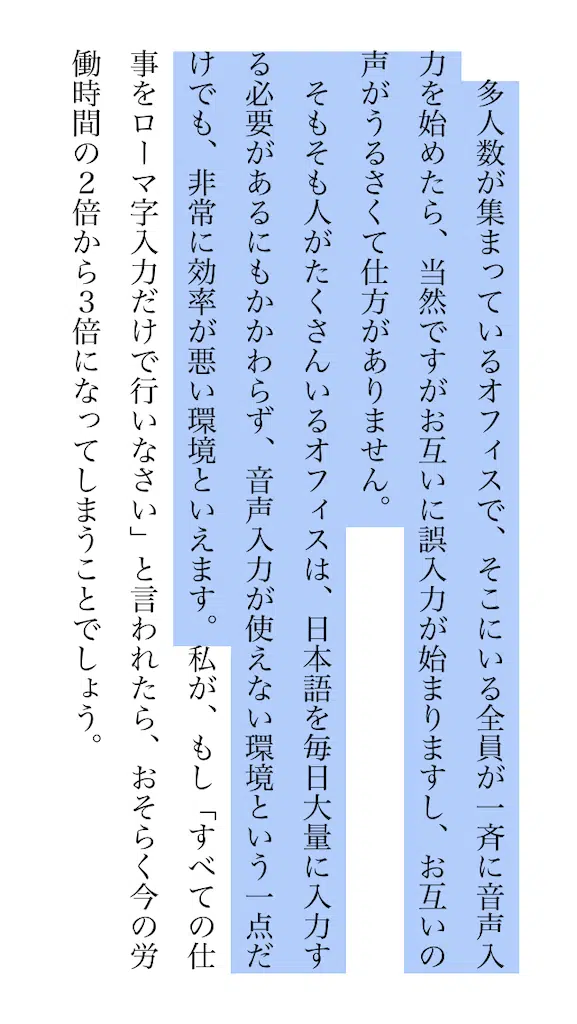 多人数が集まっているオフィスで、そこにいる全員が一斉に音声入
力を始めたら、当然ですがお互いに誤入力が始まりますし、お互いの
声がうるさくて仕方がありません。
そもそも人がたくさんいるオフィスは、日本語を毎日大量に入力す
る必要があるにもかかわらず、音声入力が使えない環境という一点だ
けでも、非常に効率が悪い環境といえます。私が、もし「すべての仕
事をローマ字入力だけで行いなさい」と言われたら、おそらく今の労
働時間の２倍から３倍になってしまうことでしょう。